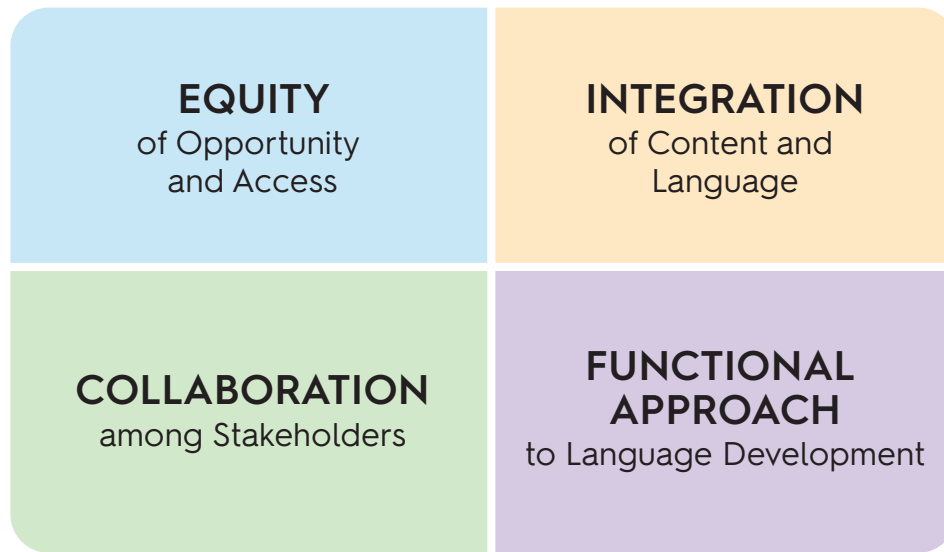 EQUITY
of Opportunity
and Access
INTEGRATION
of Content and
Language
COLLABORATION
among Stakeholders
FUNCTIONAL
APPROACH
to Language Development